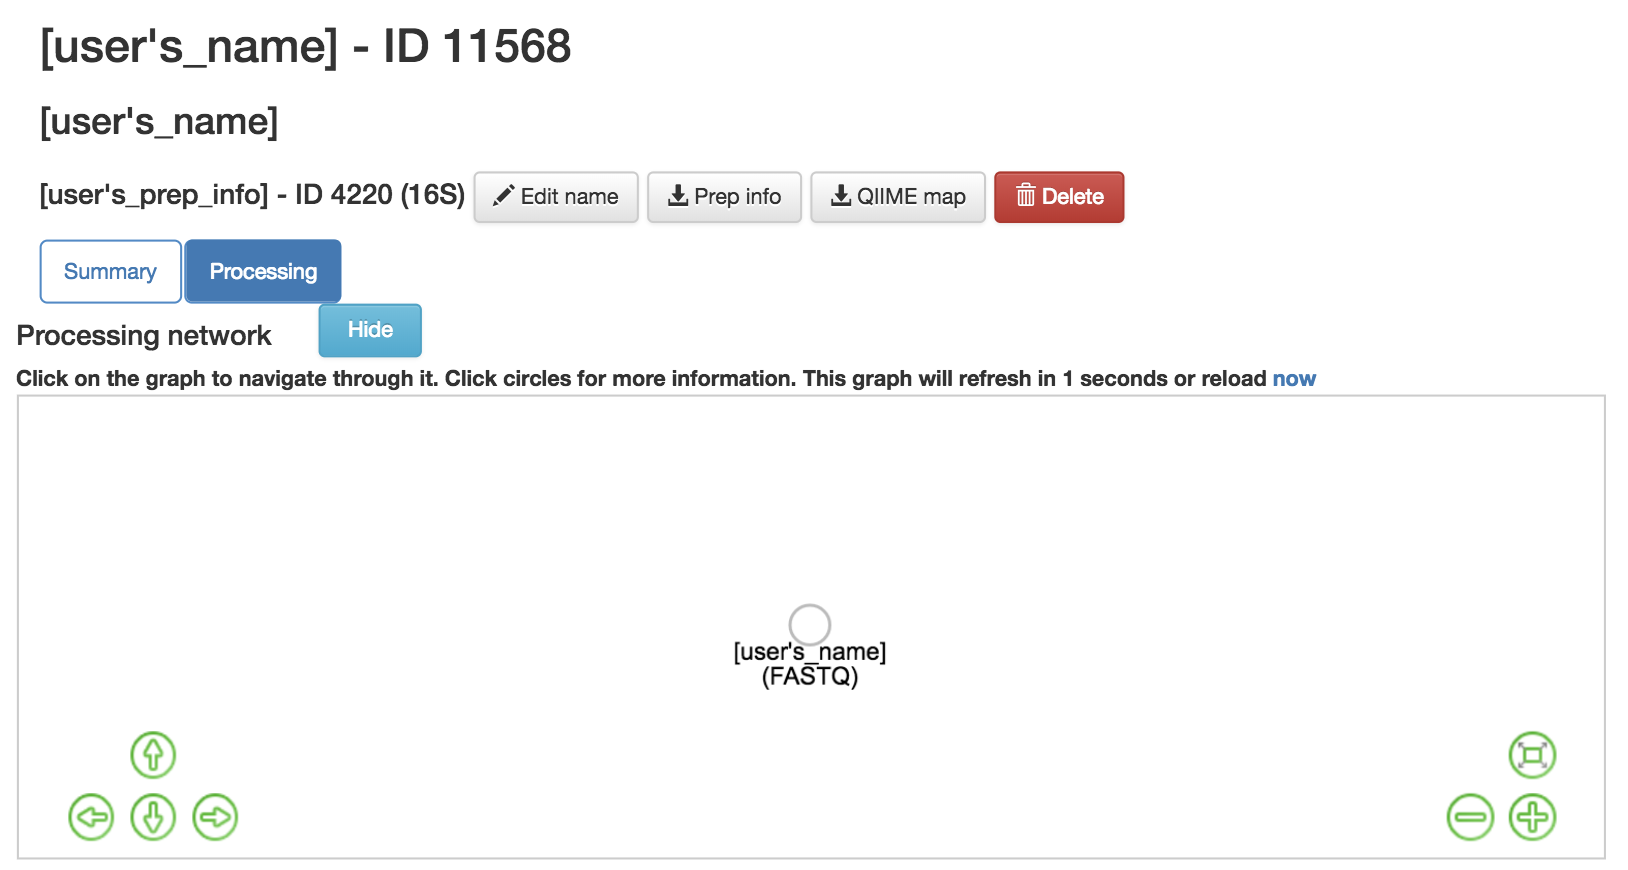 [user's_name] - ID 11568
[user's_name]
[user's_prep_info] - ID 4220 (16S) Edit name Prep info QIIME map Delete
Summary Processing
Processing network Hide
Click on the graph to navigate through it. Click circles for more information. This graph will refresh in 1 seconds or reload now
[user's_name]
(FASTQ)